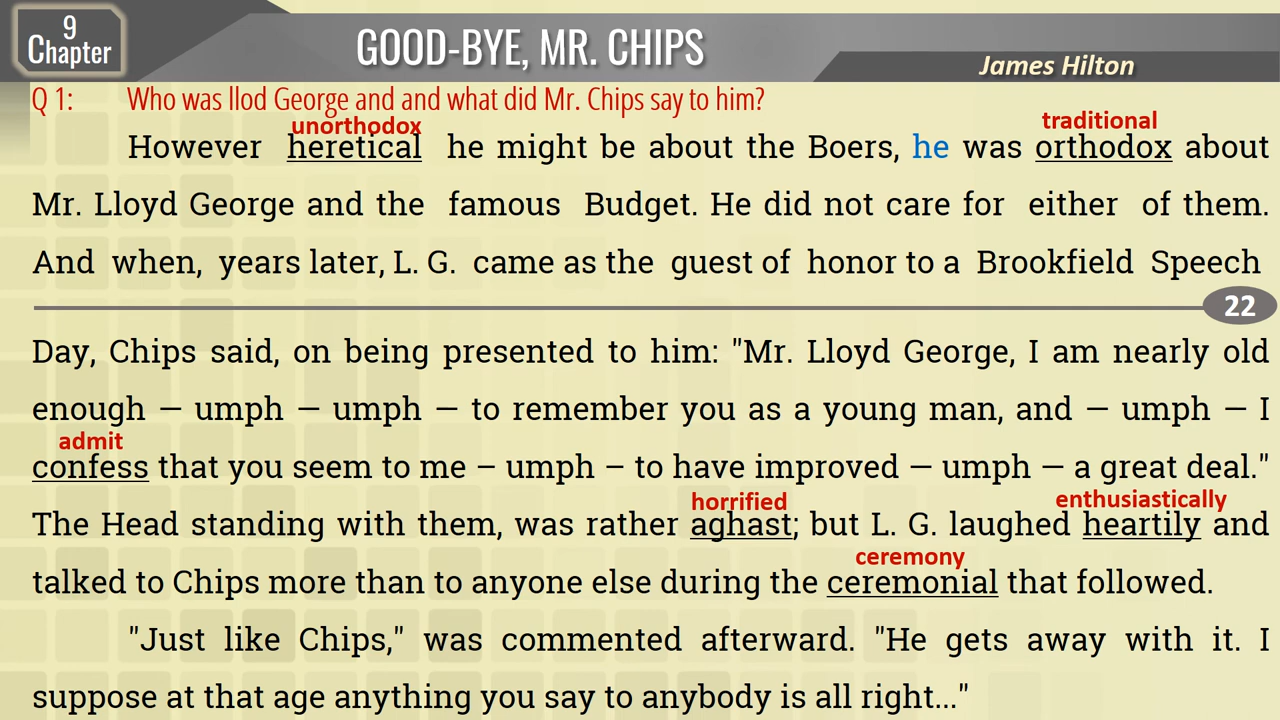 9
Chapter
GOOD-BYE, MR. CHIPS
James Hilton
Q 1: Who was llod George and and what did Mr. Chips say to him?
unorthodox traditional
However heretical he might be about the Boers, he was orthodox about
Mr. Lloyd George and the famous Budget. He did not care for either of them.
And when, years later, L. G. came as the guest of honor to a Brookfield Speech
22
Day, Chips said, on being presented to him: "Mr. Lloyd George, I am nearly old
enough — umph — umph — to remember you as a young man, and — umph — I
admit
confess that you seem to me – umph – to have improved — umph — a great deal."
horrified enthusiastically
The Head standing with them, was rather aghast; but L. G. laughed heartily and
ceremony
talked to Chips more than to anyone else during the ceremonial that followed.
"Just like Chips," was commented afterward. "He gets away with it. I
suppose at that age anything you say to anybody is all right..."